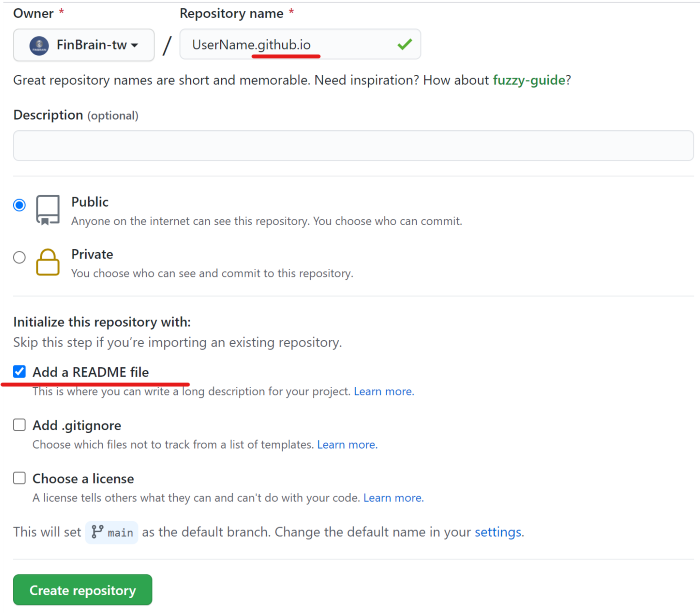 Owner * Repository name *
FinBrain-tw / UserName.github.io
Great repository names are short and memorable. Need inspiration? How about fuzzy-guide?
Description (optional)
Public
Anyone on the internet can see this repository. You choose who can commit.
Private
You choose who can see and commit to this repository.
Initialize this repository with:
Skip this step if you're importing an existing repository.
Add a README file
This is where you can write a long description for your project. Learn more.
Add .gitignore
Choose which files not to track from a list of templates. Learn more.
Choose a license
A license tells others what they can and can't do with your code. Learn more.
This will set main as the default branch. Change the default name in your settings.
Create repository